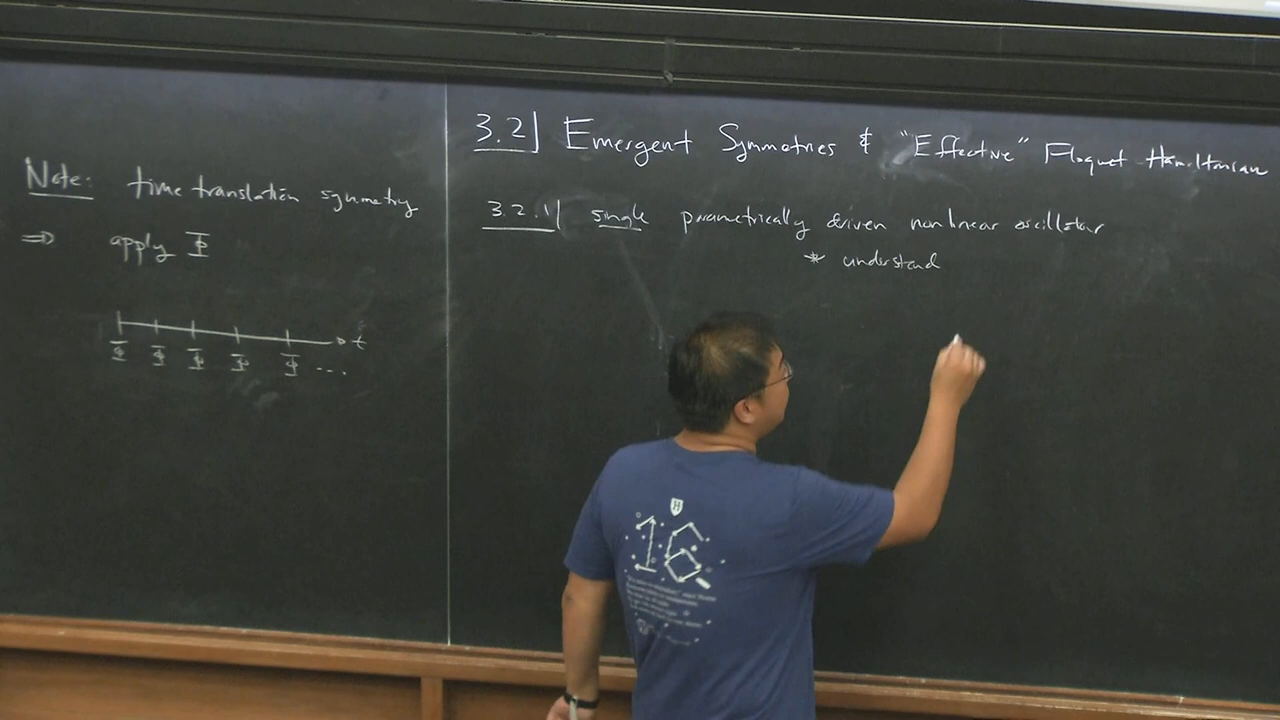 Note: time translation symmetry
⇒ apply Φ
t
Φ Φ Φ Φ Φ ...
3.2| Emergent Symmetries & "Effective" Floquet Hamiltonian
3.2.1| single parametrically driven nonlinear oscillator
* understand
H
16